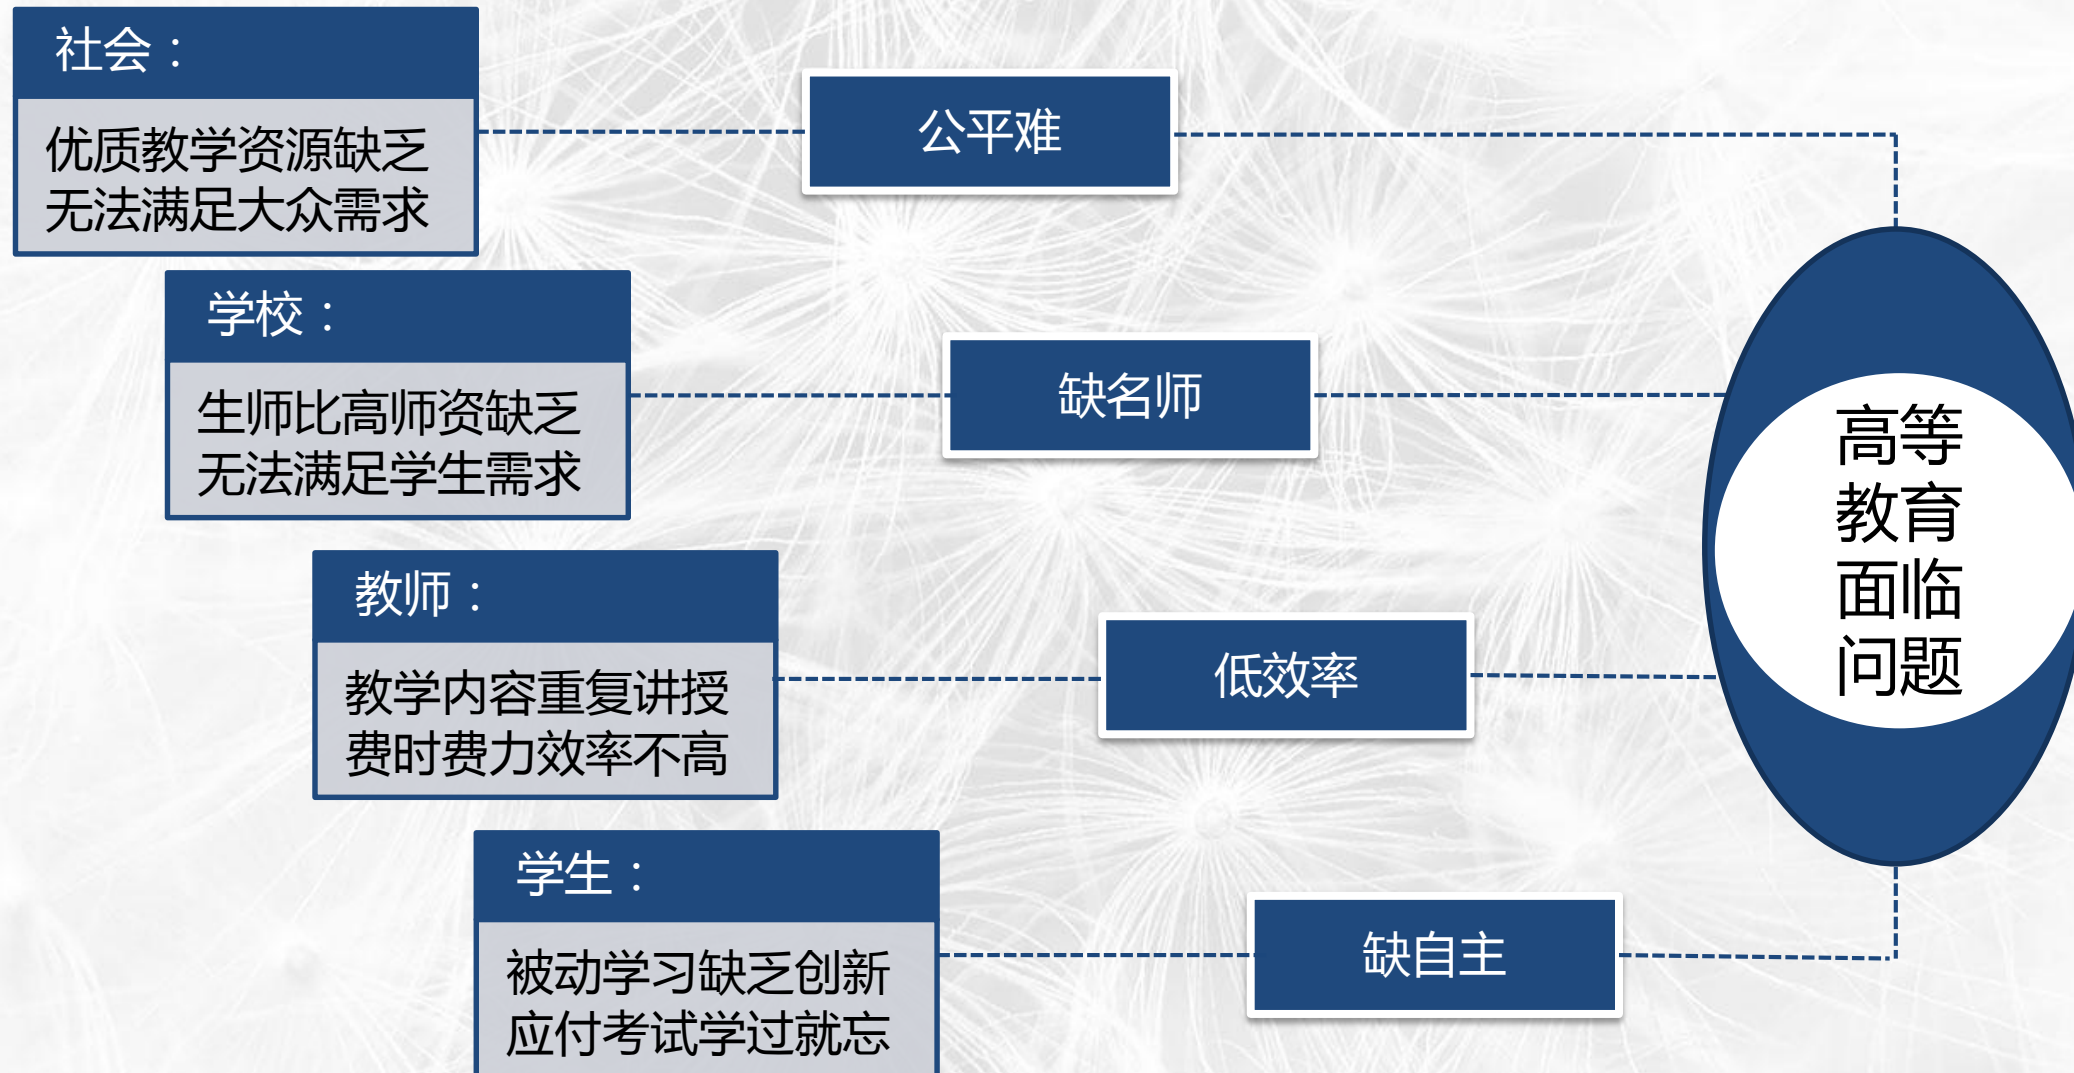 社会：
优质教学资源缺乏
无法满足大众需求
公平难
学校：
生师比高师资缺乏
无法满足学生需求
缺名师
教师：
教学内容重复讲授
费时费力效率不高
低效率
学生：
被动学习缺乏创新
应付考试学过就忘
缺自主
高等
教育
面临
问题